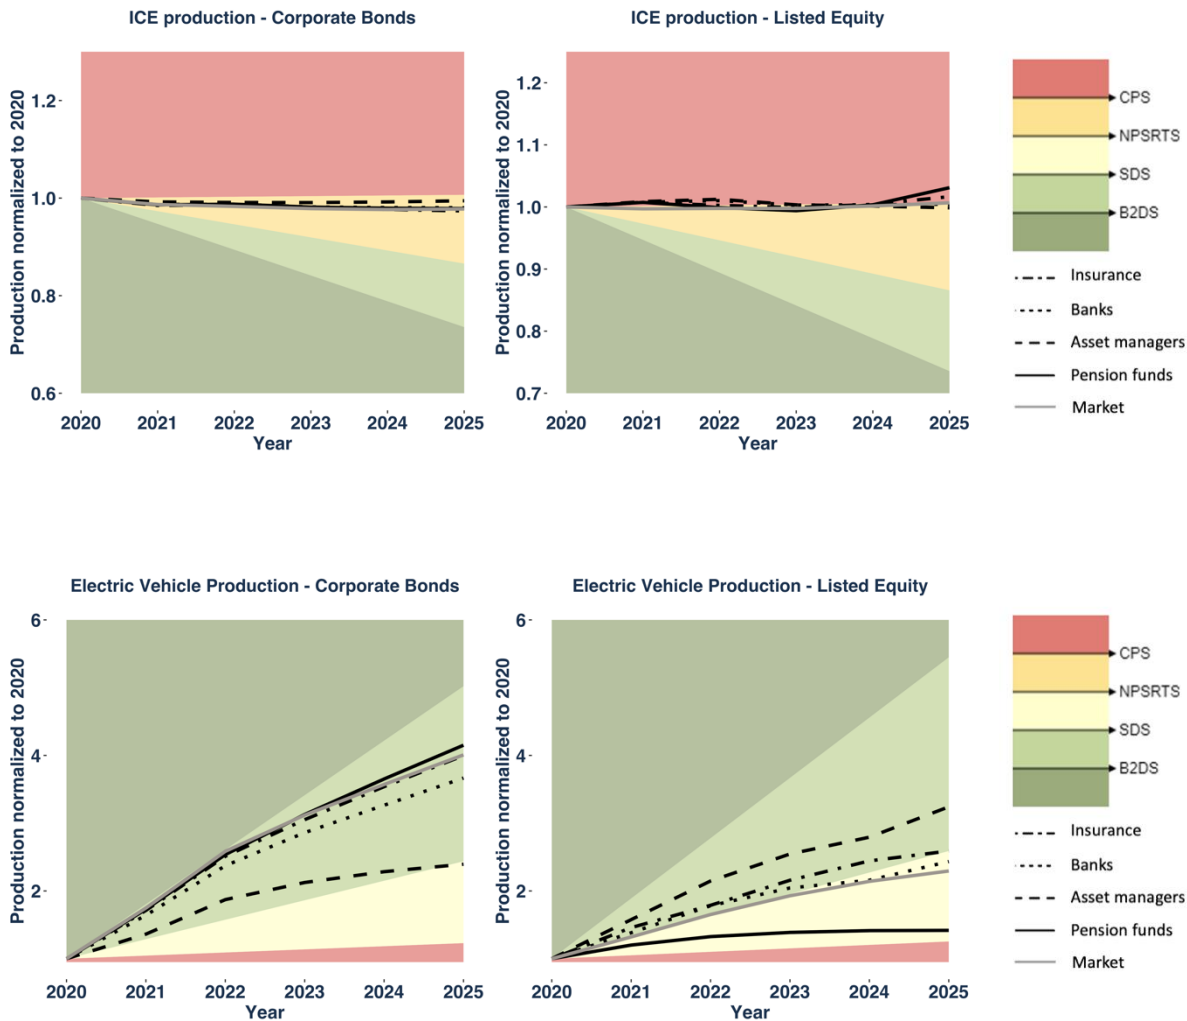 ICE production - Corporate Bonds
ICE production - Listed Equity
Production normalized to 2020
1.2
1.0
0.8
0.6
2020 2021 2022 2023 2024 2025
Year
Production normalized to 2020
1.2
1.1
1.0
0.9
0.8
0.7
2020 2021 2022 2023 2024 2025
Year
CPS
NPSRTS
SDS
B2DS
Insurance
Banks
Asset managers
Pension funds
Market
Electric Vehicle Production - Corporate Bonds
Electric Vehicle Production - Listed Equity
Production normalized to 2020
6
4
2
2020 2021 2022 2023 2024 2025
Year
Production normalized to 2020
6
4
2
2020 2021 2022 2023 2024 2025
Year
CPS
NPSRTS
SDS
B2DS
Insurance
Banks
Asset managers
Pension funds
Market